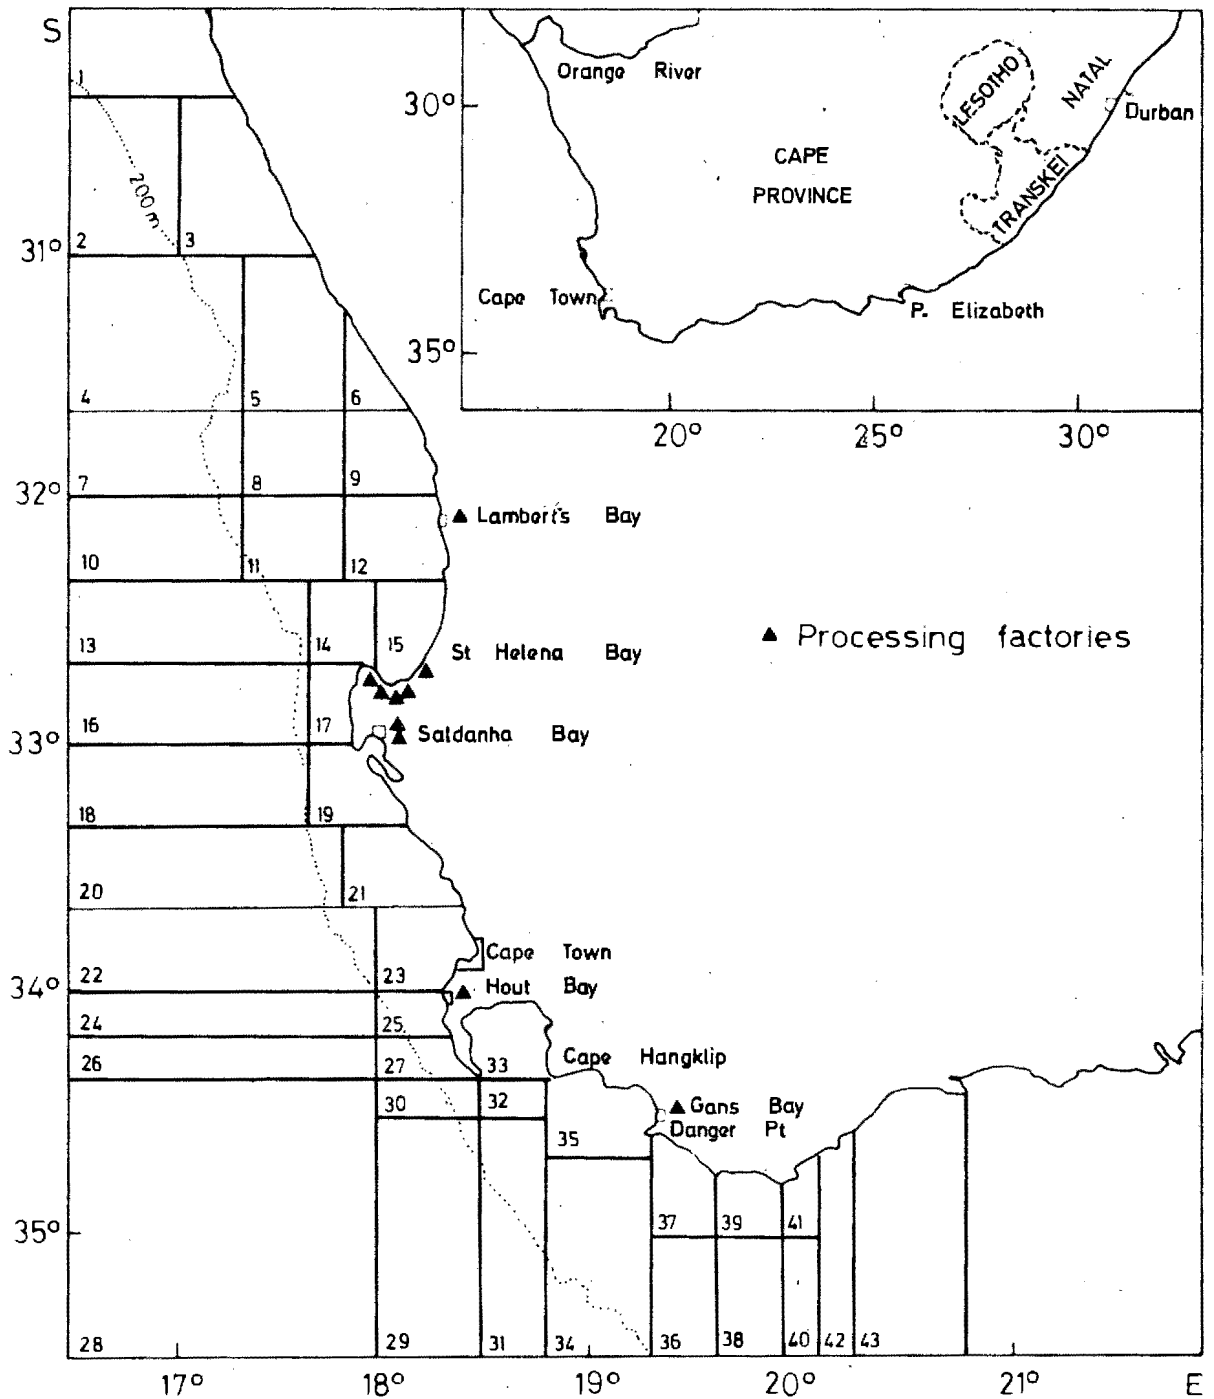 S
1
200 m
2
3
31°
4
5
6
7
8
9
32°
10
11
12
13
14
15
16
17
33°
18
19
20
21
22
23
34°
24
25
26
27
33
30
32
35
37
39
41
35°
28
29
31
34
36
38
40
42
43
17°
18°
19°
20°
21°
E
Orange River
30°
LESOTHO
NATAL
Durban
CAPE
PROVINCE
TRANSKEI
Cape Town
P. Elizabeth
35°
20°
25°
30°
Lambert's Bay
▲ Processing factories
St Helena Bay
Saldanha Bay
Cape Town
Hout Bay
Cape Hangklip
Gans Bay
Danger Pt